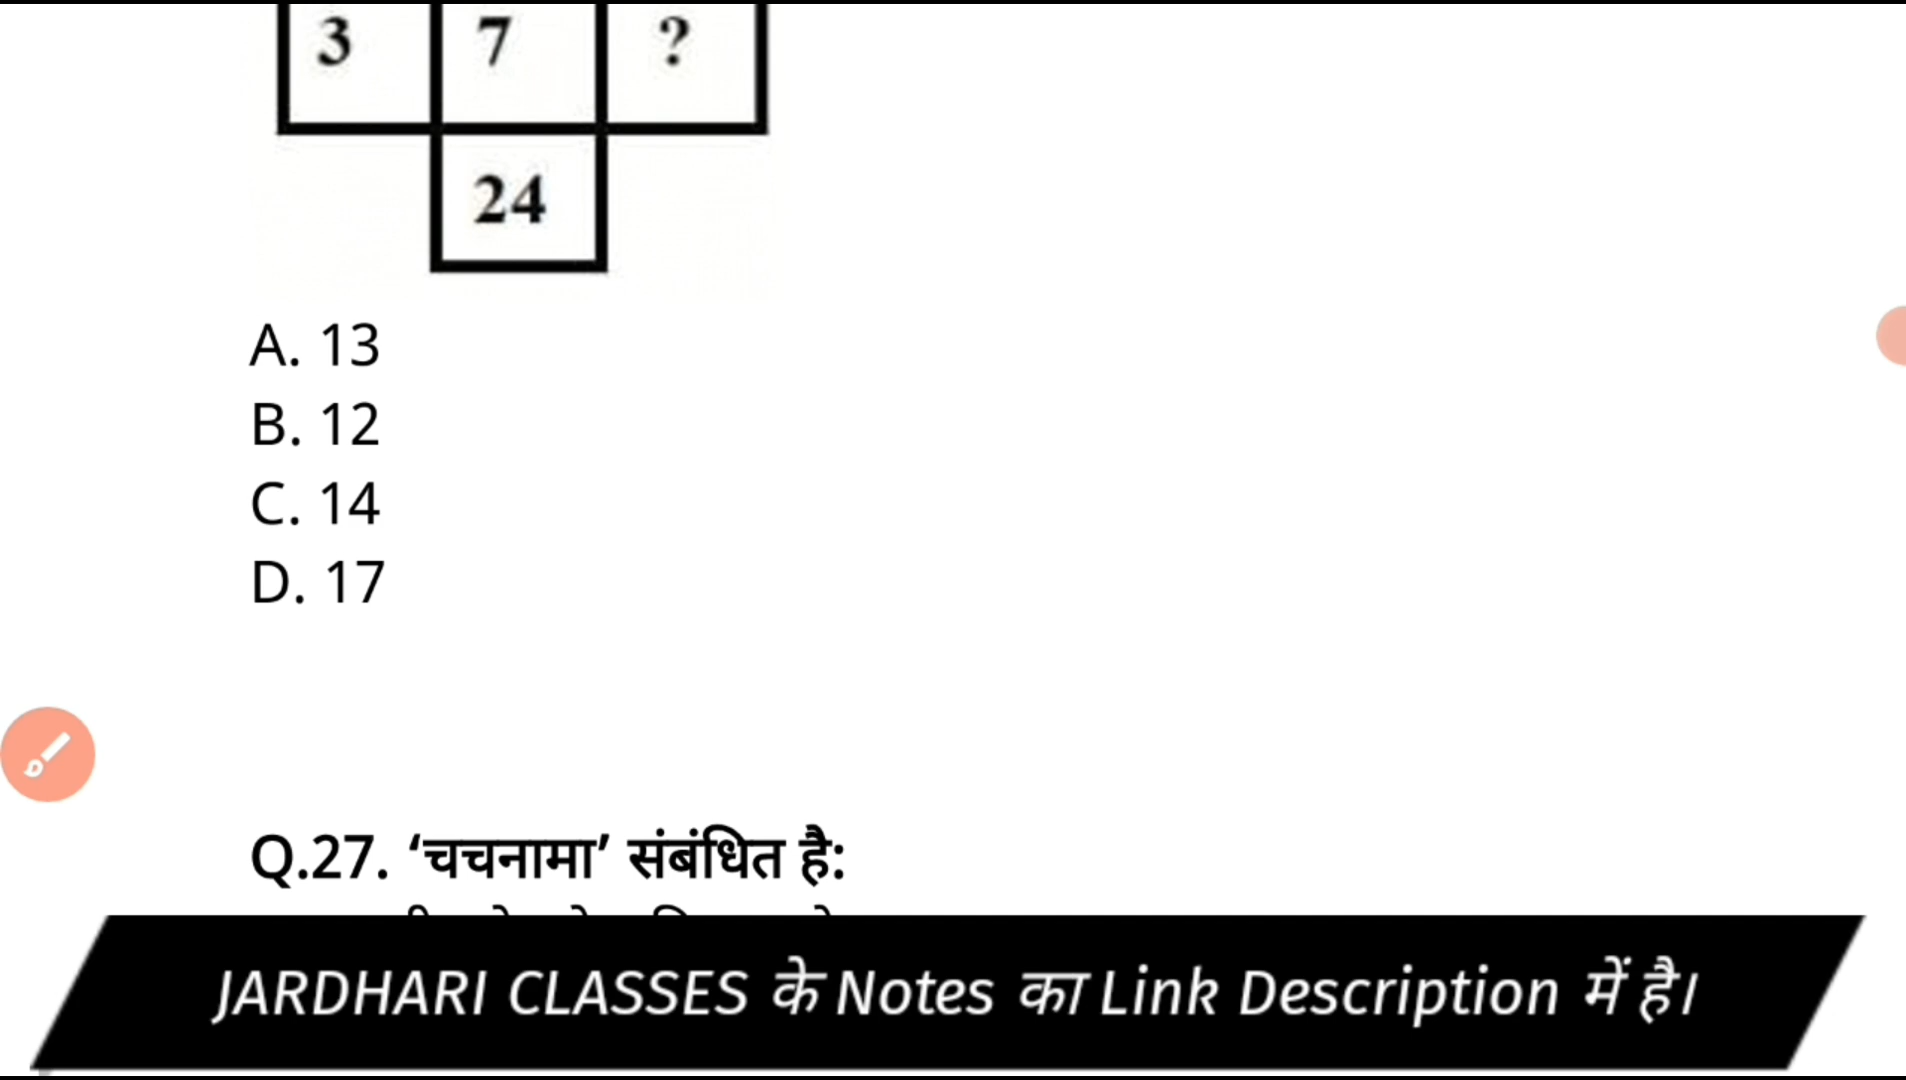 3 7 ?
24
A. 13
B. 12
C. 14
D. 17
Q.27. ‘चचनामा’ संबंधित है:
JARDHARI CLASSES के Notes का Link Description में है।